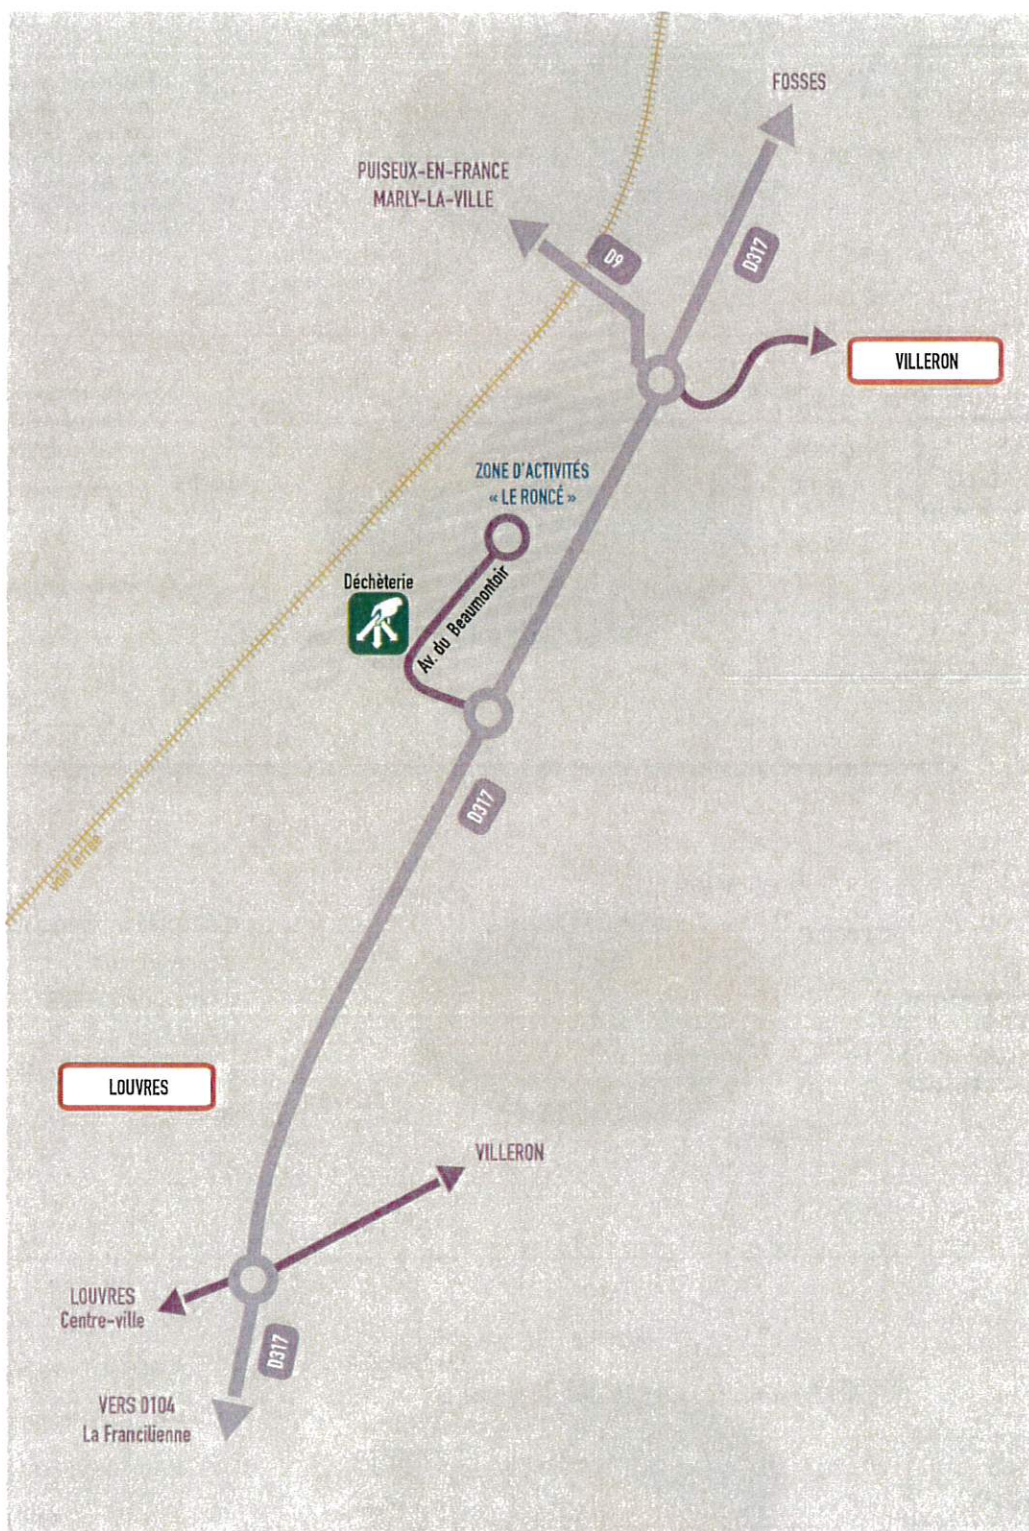 FOSSES
PUISEUX-EN-FRANCE
MARLY-LA-VILLE
D9
D317
VILLERON
ZONE D'ACTIVITÉS
« LE RONCÉ »
Déchèterie
Av. du Beaumontoir
D317
voie ferrée
LOUVRES
VILLERON
LOUVRES
Centre-ville
D317
VERS D104
La Francilienne